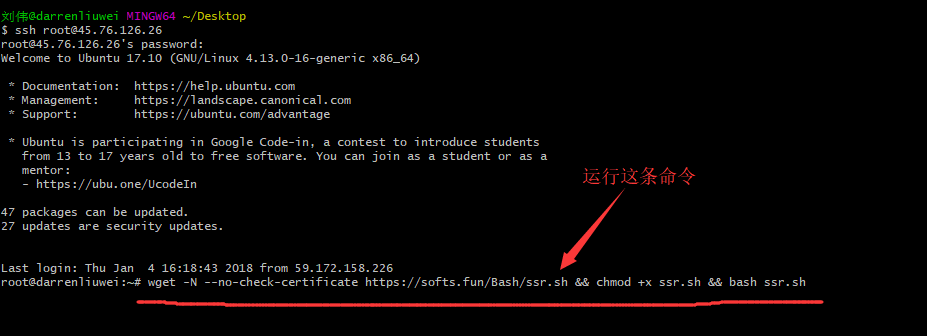 刘伟@darrenliuwei MINGW64 ~/Desktop
$ ssh root@45.76.126.26
root@45.76.126.26's password:
Welcome to Ubuntu 17.10 (GNU/Linux 4.13.0-16-generic x86_64)
* Documentation: https://help.ubuntu.com
* Management: https://landscape.canonical.com
* Support: https://ubuntu.com/advantage
* Ubuntu is participating in Google Code-in, a contest to introduce students
from 13 to 17 years old to free software. You can join as a student or as a
mentor:
- https://ubu.one/UcodeIn
运行这条命令
47 packages can be updated.
27 updates are security updates.
Last login: Thu Jan 4 16:18:43 2018 from 59.172.158.226
root@darrenliuwei:~# wget -N --no-check-certificate https://softs.fun/Bash/ssr.sh && chmod +x ssr.sh && bash ssr.sh